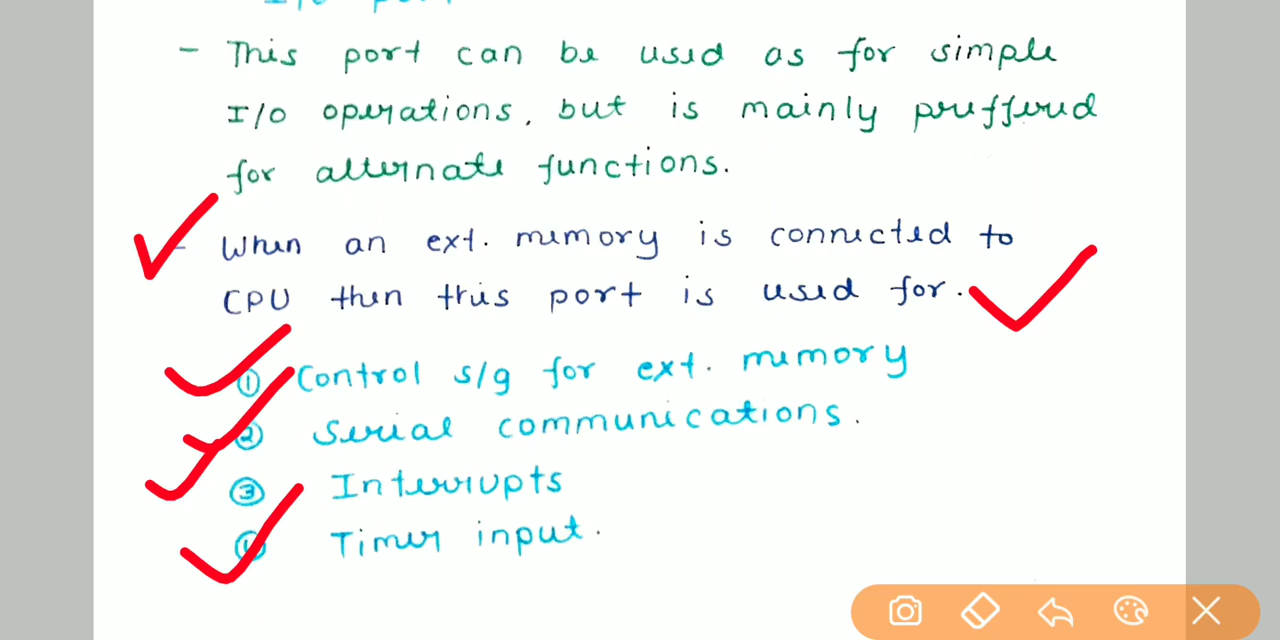 - This port can be used as for simple
I/O operations, but is mainly preffered
for alternate functions.
- When an ext. memory is connected to
CPU then this port is used for.
① Control s/g for ext. memory
② Serial communications.
③ Interrupts
④ Timer input.